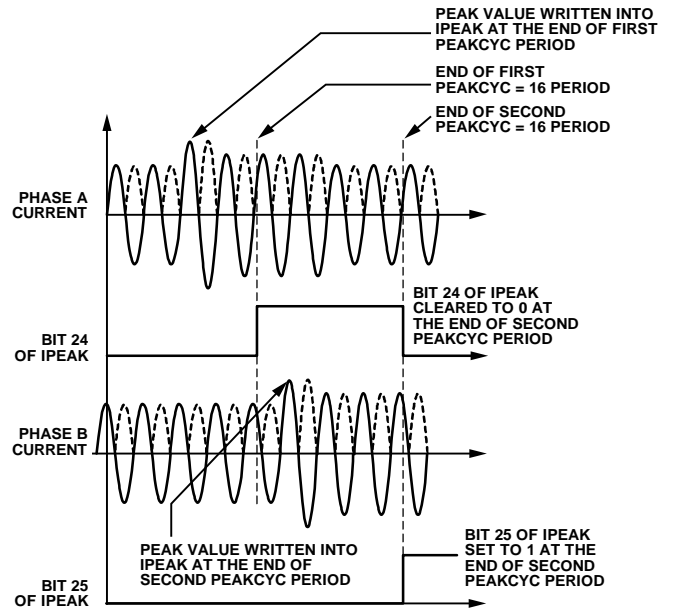 PEAK VALUE WRITTEN INTO
IPEAK AT THE END OF FIRST
PEAKCYC PERIOD
END OF FIRST
PEAKCYC = 16 PERIOD
END OF SECOND
PEAKCYC = 16 PERIOD
PHASE A
CURRENT
BIT 24 OF IPEAK
CLEARED TO 0 AT
THE END OF SECOND
PEAKCYC PERIOD
BIT 24
OF IPEAK
PHASE B
CURRENT
PEAK VALUE WRITTEN INTO
IPEAK AT THE END OF
SECOND PEAKCYC PERIOD
BIT 25 OF IPEAK
SET TO 1 AT THE
END OF SECOND
PEAKCYC PERIOD
BIT 25
OF IPEAK